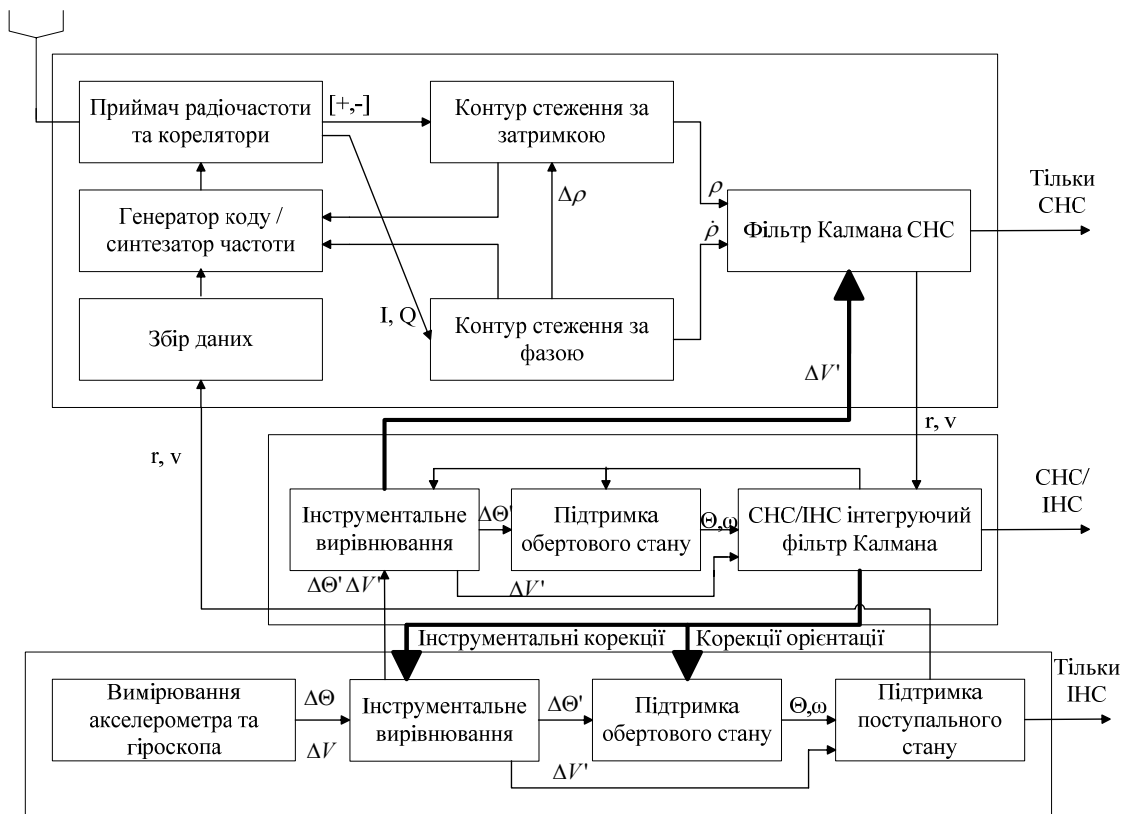 Приймач радіочастоти
та корелятори
[+,-]
Контур стеження за
затримкою
Генератор коду /
синтезатор частоти
Δρ
ρ
ρ̇
Фільтр Калмана СНС
Тільки
СНС
Збір даних
I, Q
Контур стеження за
фазою
ΔV'
r, v
r, v
Інструментальне
вирівнювання
ΔΘ'
Підтримка
обертового стану
Θ,ω
СНС/ІНС інтегруючий
фільтр Калмана
СНС/
ІНС
ΔΘ' ΔV'
ΔV'
Інструментальні корекції
Корекції орієнтації
Вимірювання
акселерометра та
гіроскопа
ΔΘ
ΔV
Інструментальне
вирівнювання
ΔΘ'
Підтримка
обертового стану
Θ,ω
Підтримка
поступального
стану
Тільки
ІНС
ΔV'